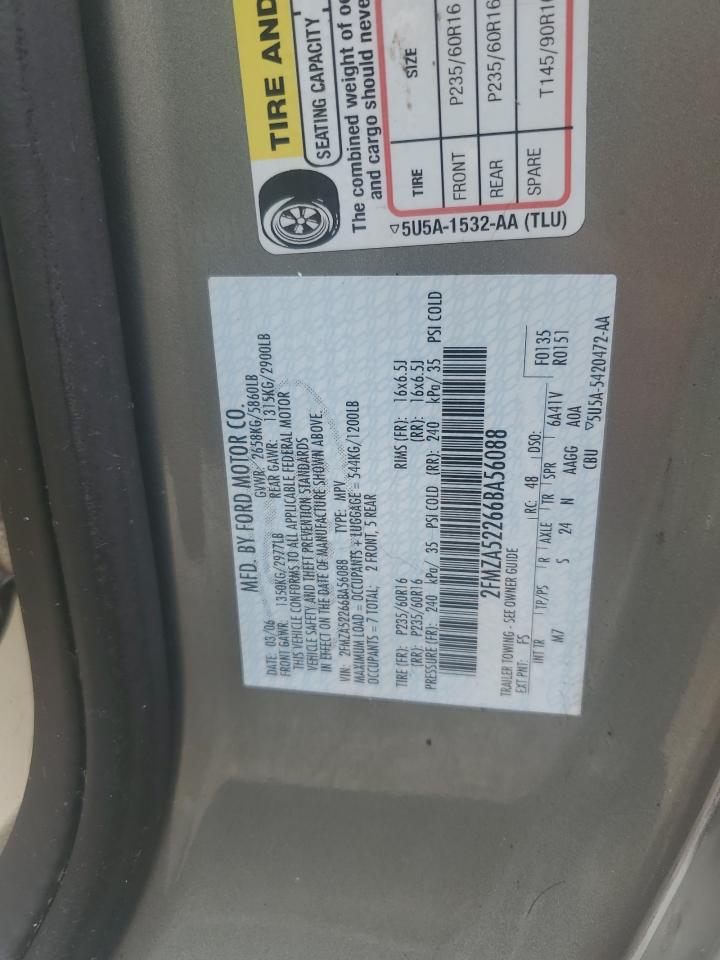 TIRE AND
SEATING CAPACITY
The combined weight of oc
and cargo should neve
TIRE SIZE
FRONT P235/60R16
REAR P235/60R16
SPARE T145/90R16
5U5A-1532-AA (TLU)
MFD. BY FORD MOTOR CO.
DATE: 03/06 GVWR: 2658KG/5860LB
FRONT GAWR: 1350KG/2977LB REAR GAWR: 1315KG/2900LB
THIS VEHICLE CONFORMS TO ALL APPLICABLE FEDERAL MOTOR
VEHICLE SAFETY AND THEFT PREVENTION STANDARDS
IN EFFECT ON THE DATE OF MANUFACTURE SHOWN ABOVE.
VIN: 2FMZA52266BA56088 TYPE: MPV
MAXIMUM LOAD = OCCUPANTS + LUGGAGE = 544KG/1200LB
OCCUPANTS = 7 TOTAL, 2 FRONT, 5 REAR
TIRE (FR): P235/60R16 RIMS (FR): 16x6.5J
(RR): P235/60R16 (RR): 16x6.5J
PRESSURE (FR): 240 kPa/ 35 PSI COLD (RR): 240 kPa/ 35 PSI COLD
2FMZA52266BA56088
TRAILER TOWING - SEE OWNER GUIDE
EXT PNT: FS RC: 48 DSO: F0135
R0151
INT TR TP/PS R AXLE TR SPR 6A41V
M7 S 24 N AAGG A0A
CBU 5U5A-5420472-AA